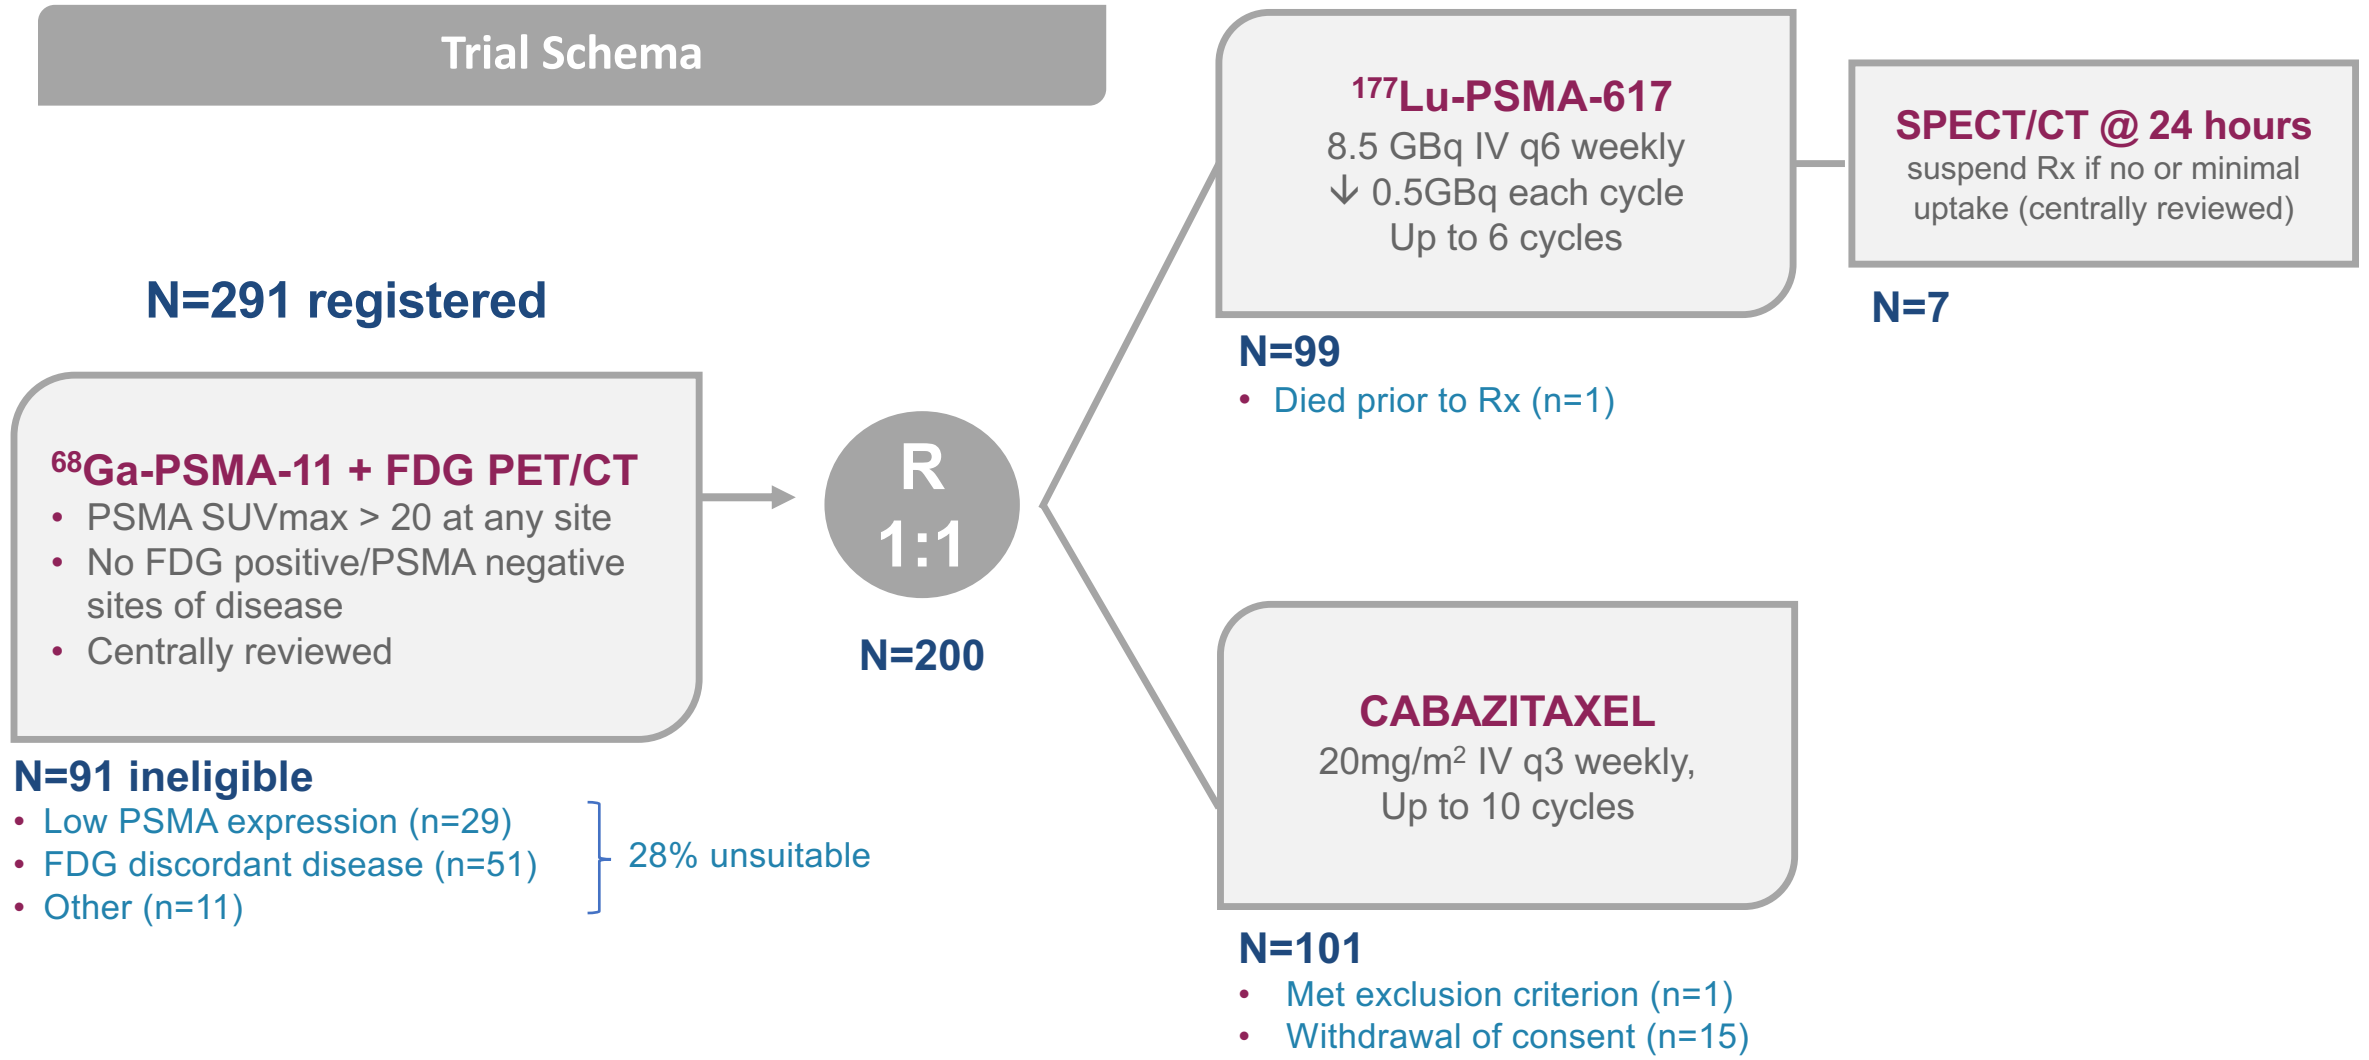 Trial Schema
N=291 registered
⁶⁸Ga-PSMA-11 + FDG PET/CT
• PSMA SUVmax > 20 at any site
• No FDG positive/PSMA negative
sites of disease
• Centrally reviewed
N=91 ineligible
• Low PSMA expression (n=29)
• FDG discordant disease (n=51)
• Other (n=11)
28% unsuitable
R
1:1
N=200
¹⁷⁷Lu-PSMA-617
8.5 GBq IV q6 weekly
↓ 0.5GBq each cycle
Up to 6 cycles
N=99
• Died prior to Rx (n=1)
SPECT/CT @ 24 hours
suspend Rx if no or minimal
uptake (centrally reviewed)
N=7
CABAZITAXEL
20mg/m² IV q3 weekly,
Up to 10 cycles
N=101
• Met exclusion criterion (n=1)
• Withdrawal of consent (n=15)